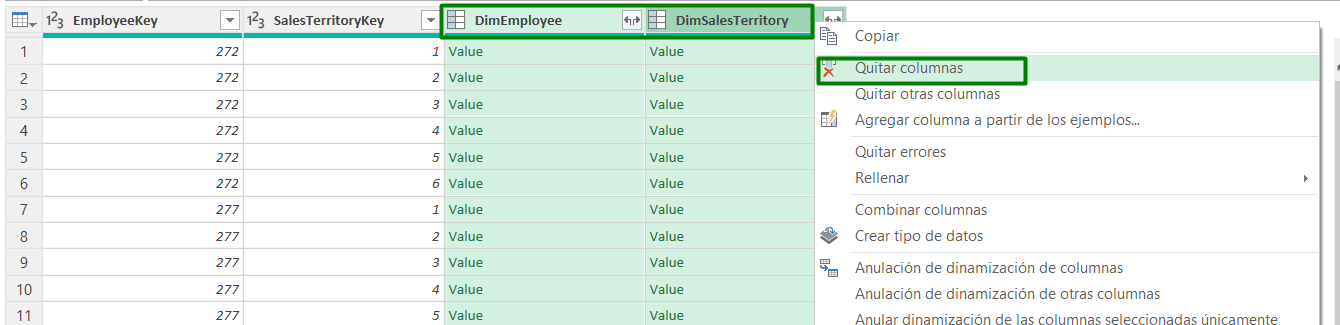 1²3 EmployeeKey 1²3 SalesTerritoryKey DimEmployee DimSalesTerritory
1 272 1 Value Value
2 272 2 Value Value
3 272 3 Value Value
4 272 4 Value Value
5 272 5 Value Value
6 272 6 Value Value
7 277 1 Value Value
8 277 2 Value Value
9 277 3 Value Value
10 277 4 Value Value
11 277 5 Value Value
Copiar
Quitar columnas
Quitar otras columnas
Agregar columna a partir de los ejemplos...
Quitar errores
Rellenar
Combinar columnas
Crear tipo de datos
Anulación de dinamización de columnas
Anulación de dinamización de otras columnas
Anular dinamización de las columnas seleccionadas únicamente